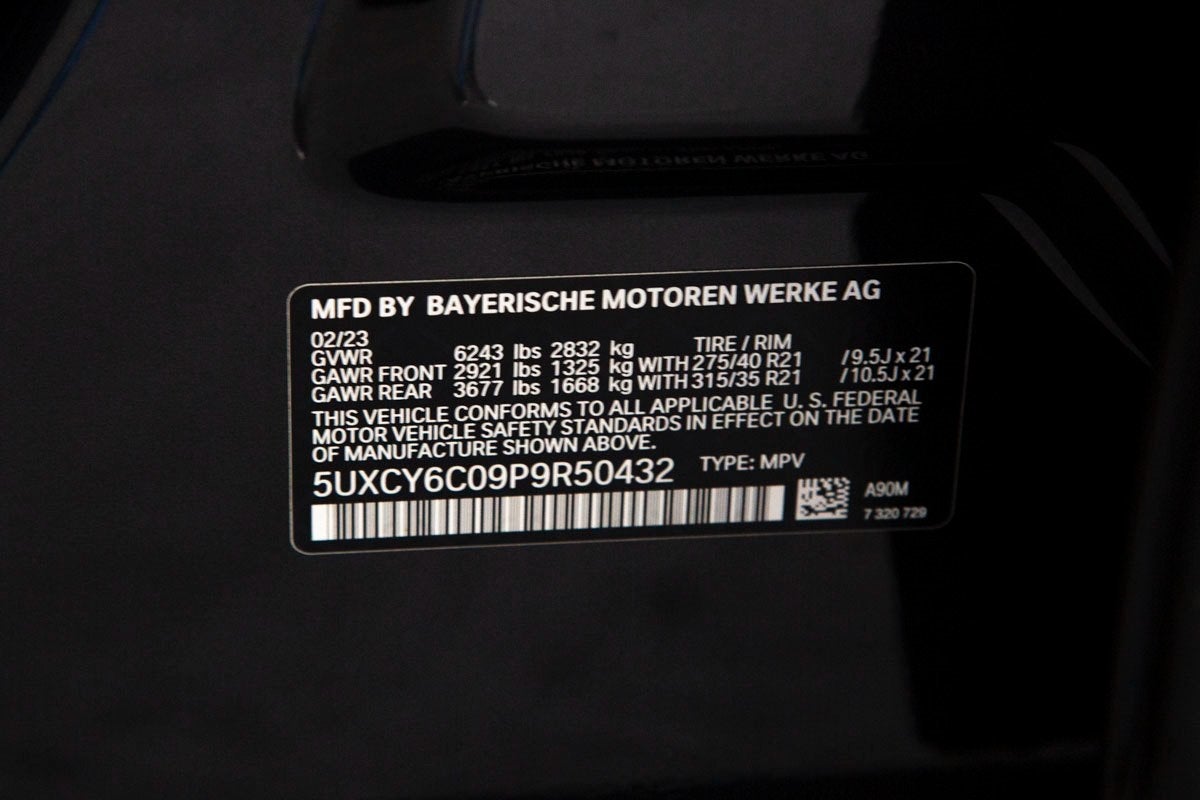 MFD BY BAYERISCHE MOTOREN WERKE AG
02/23
GVWR 6243 lbs 2832 kg TIRE / RIM
GAWR FRONT 2921 lbs 1325 kg WITH 275/40 R21 /9.5J x 21
GAWR REAR 3677 lbs 1668 kg WITH 315/35 R21 /10.5J x 21
THIS VEHICLE CONFORMS TO ALL APPLICABLE U. S. FEDERAL
MOTOR VEHICLE SAFETY STANDARDS IN EFFECT ON THE DATE
OF MANUFACTURE SHOWN ABOVE.
5UXCY6C09P9R50432 TYPE: MPV
A90M
7 320 729